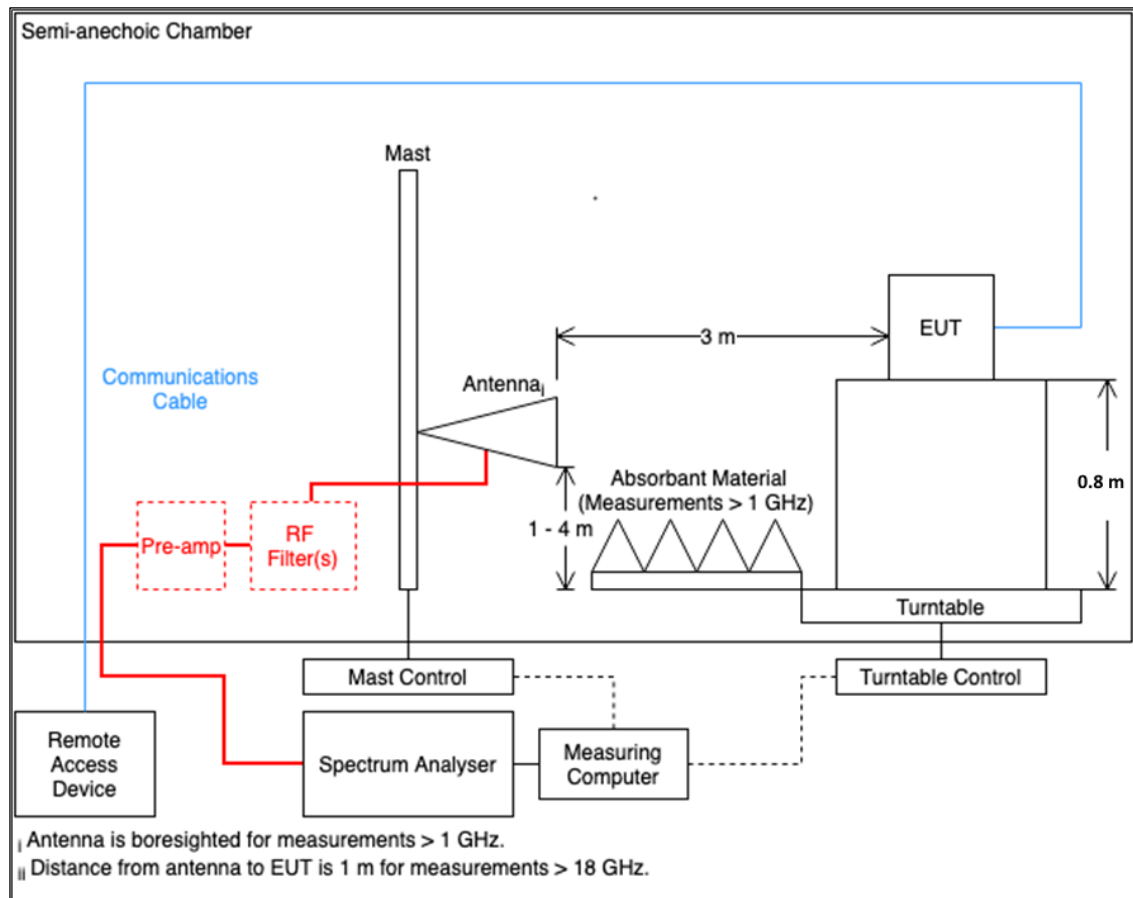 Semi-anechoic Chamber
Mast
EUT
3 m
Communications
Cable
Antennaᵢ
Absorbant Material
(Measurements > 1 GHz)
0.8 m
1 - 4 m
Pre-amp
RF
Filter(s)
Turntable
Mast Control
Turntable Control
Remote
Access
Device
Spectrum Analyser
Measuring
Computer
ᵢ Antenna is boresighted for measurements > 1 GHz.
ᵢᵢ Distance from antenna to EUT is 1 m for measurements > 18 GHz.